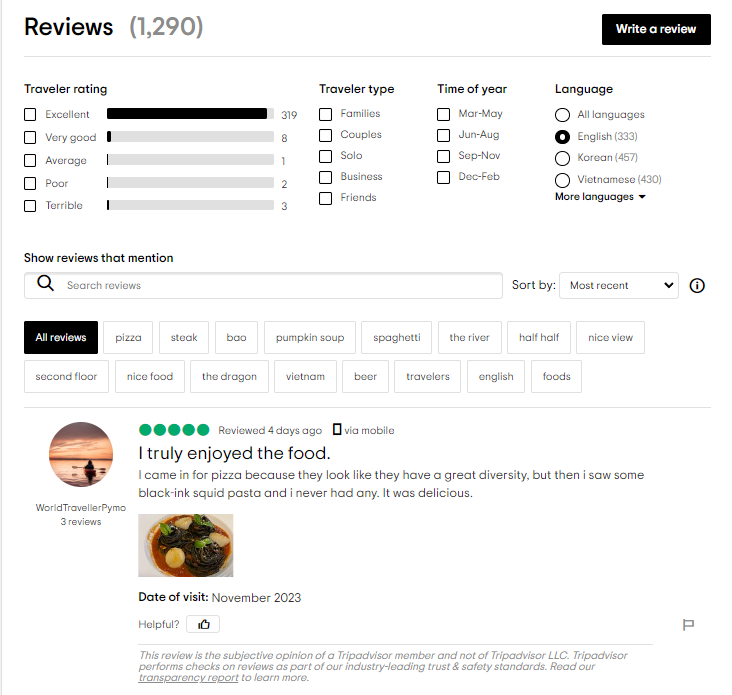 Reviews (1,290)
Write a review
Traveler rating
Excellent 319
Very good 8
Average 1
Poor 2
Terrible 3
Traveler type
Families
Couples
Solo
Business
Friends
Time of year
Mar-May
Jun-Aug
Sep-Nov
Dec-Feb
Language
All languages
English (333)
Korean (457)
Vietnamese (430)
More languages
Show reviews that mention
Search reviews
Sort by: Most recent
All reviews pizza steak bao pumpkin soup spaghetti the river half half nice view
second floor nice food the dragon vietnam beer travelers english foods
WorldTravellerPymo
3 reviews
Reviewed 4 days ago via mobile
I truly enjoyed the food.
I came in for pizza because they look like they have a great diversity, but then i saw some
black-ink squid pasta and i never had any. It was delicious.
Date of visit: November 2023
Helpful?
This review is the subjective opinion of a Tripadvisor member and not of Tripadvisor LLC. Tripadvisor
performs checks on reviews as part of our industry-leading trust & safety standards. Read our
transparency report to learn more.